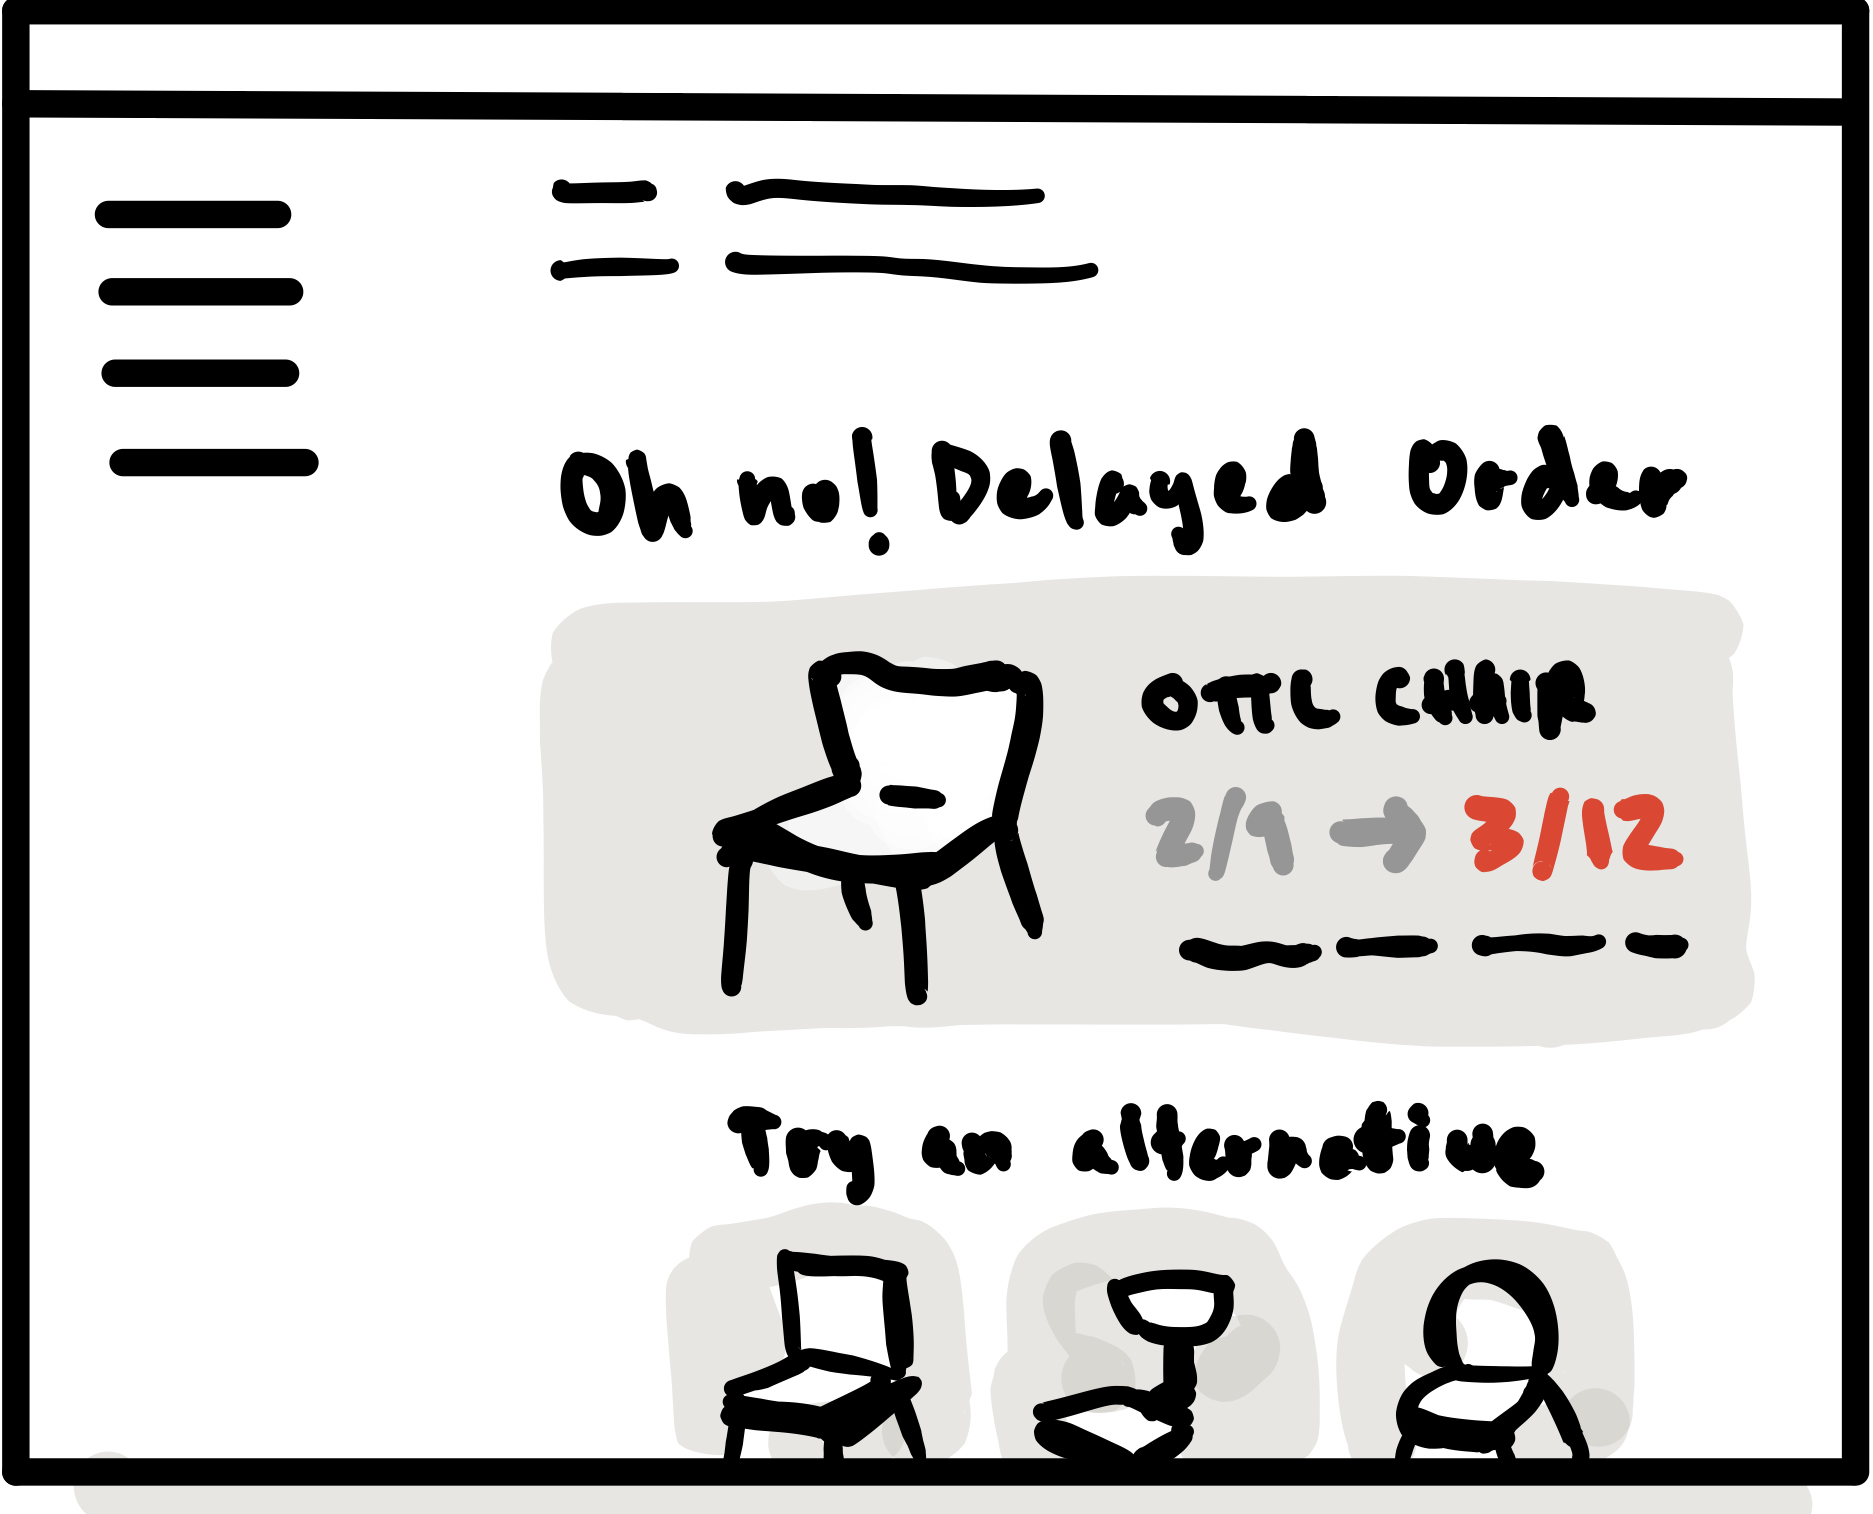 Oh no! Delayed Order
OTTL CHAIR
2/9 → 3/12
Try an alternative